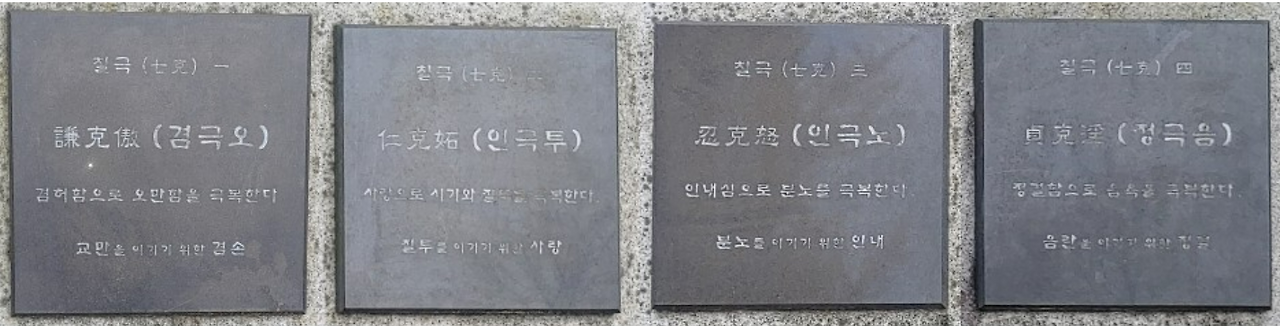 칠극 (七克) 一
謙克傲 (겸극오)
겸허함으로 오만함을 극복한다
교만을 이기기 위한 겸손
칠극 (七克) 二
仁克妬 (인극투)
사랑으로 시기와 질투를 극복한다.
질투를 이기기 위한 사랑
칠극 (七克) 三
忍克怒 (인극노)
인내심으로 분노를 극복한다
분노를 이기기 위한 인내
칠극 (七克) 四
貞克淫 (정극음)
정결함으로 음욕을 극복한다.
음란을 이기기 위한 정결